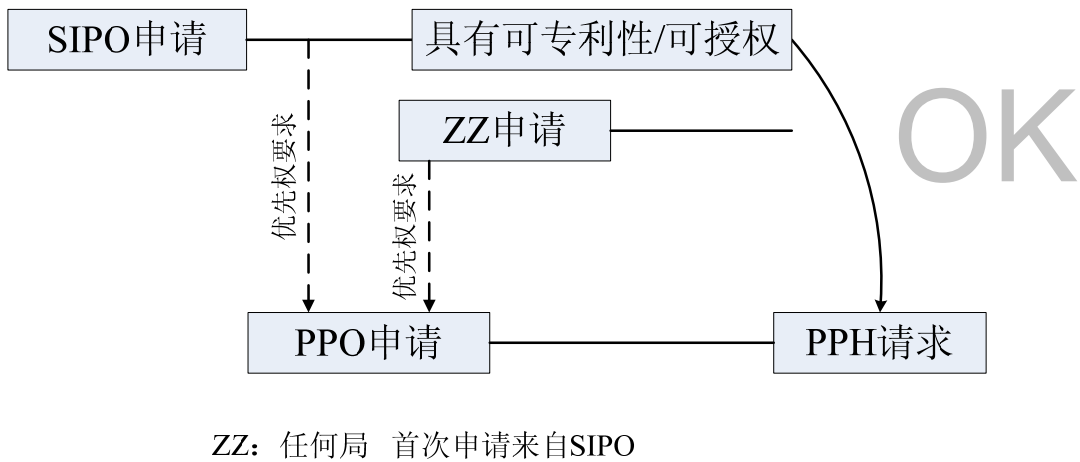 SIPO申请
具有可专利性/可授权
OK
ZZ申请
优先权要求
优先权要求
PPO申请
PPH请求
ZZ：任何局 首次申请来自SIPO